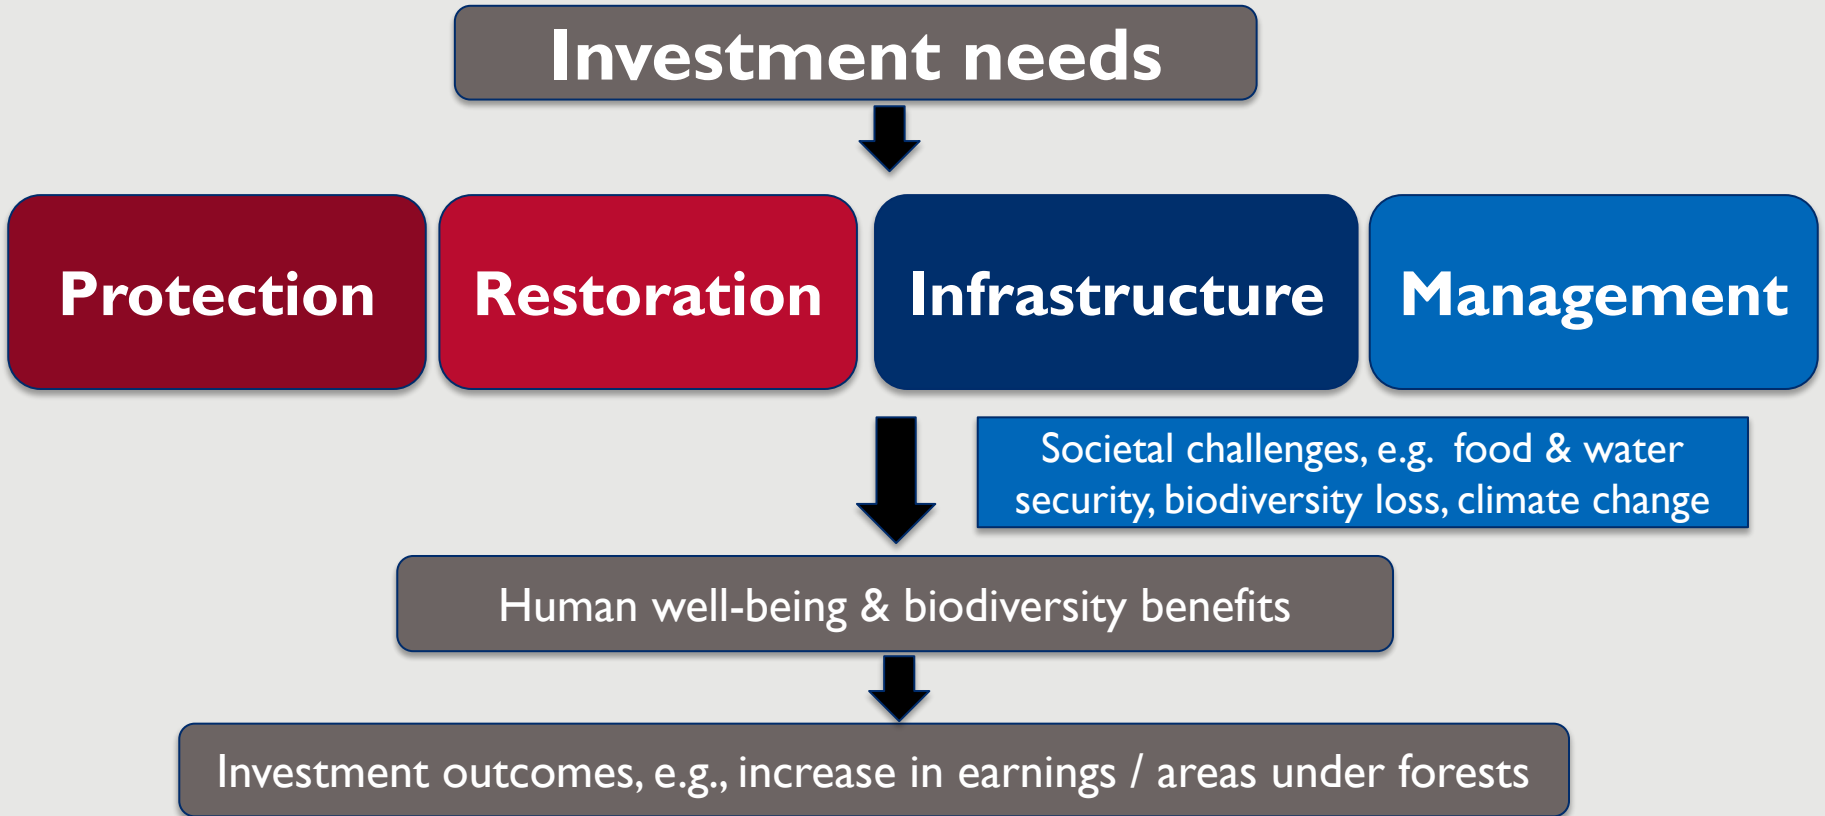 Investment needs
Protection
Restoration
Infrastructure
Management
Societal challenges, e.g. food & water
security, biodiversity loss, climate change
Human well-being & biodiversity benefits
Investment outcomes, e.g., increase in earnings / areas under forests